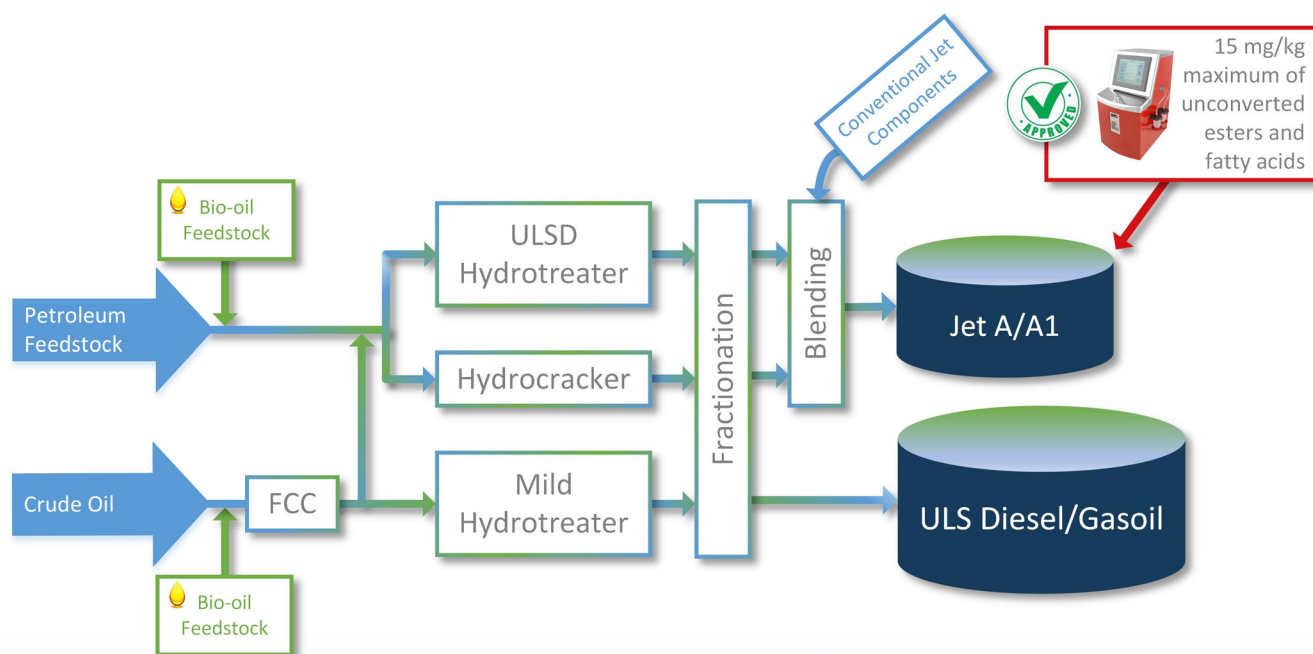 Conventional Jet
Components
15 mg/kg
maximum of
unconverted
esters and
fatty acids
APPROVED
Bio-oil
Feedstock
ULSD
Hydrotreater
Petroleum
Feedstock
Hydrocracker
Fractionation
Blending
Jet A/A1
Crude Oil
FCC
Mild
Hydrotreater
ULS Diesel/Gasoil
Bio-oil
Feedstock